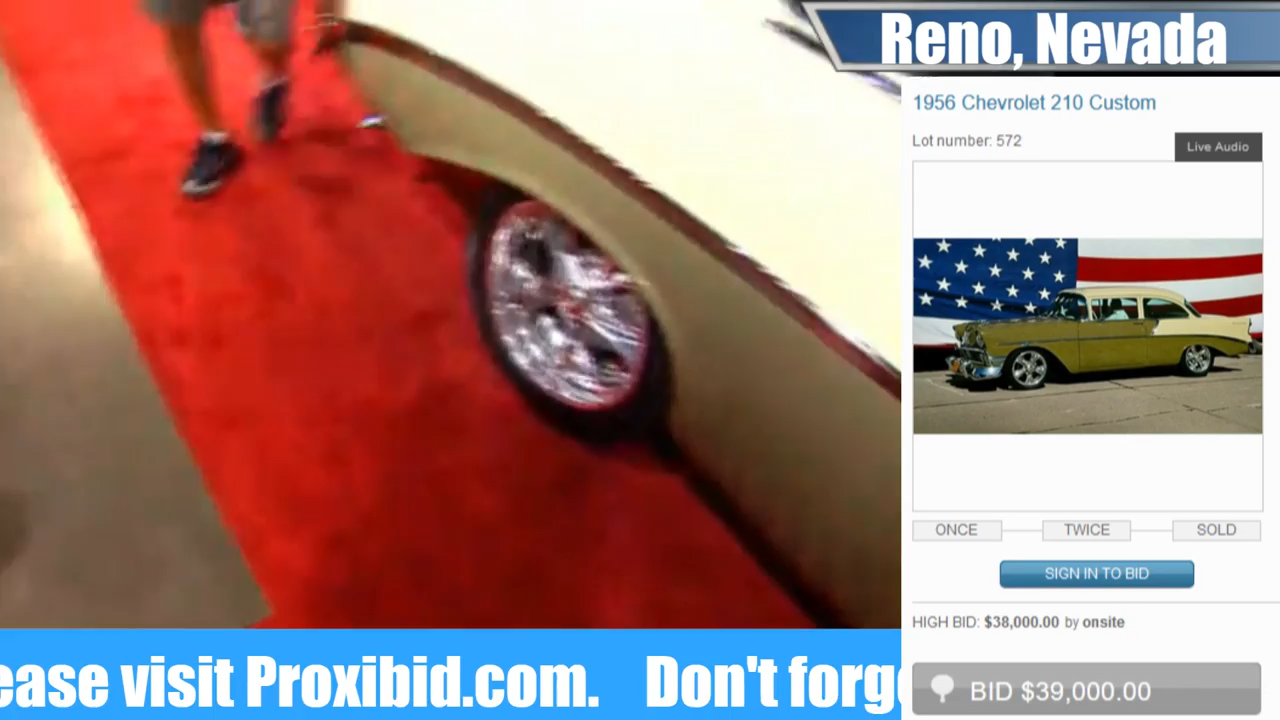 Reno, Nevada
1956 Chevrolet 210 Custom
Lot number: 572
Live Audio
ONCE TWICE SOLD
SIGN IN TO BID
HIGH BID: $38,000.00 by onsite
BID $39,000.00
ease visit Proxibid.com. Don't forg